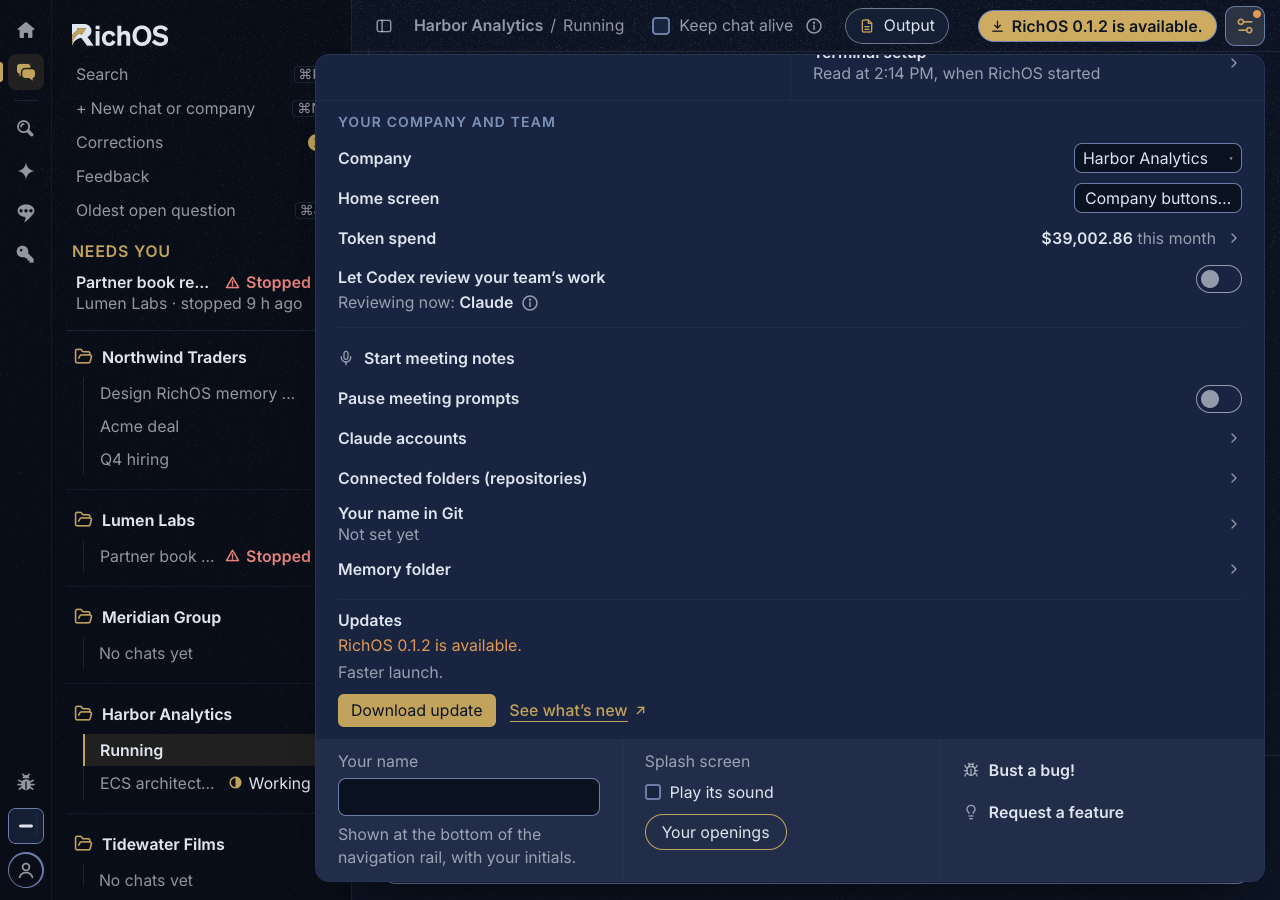 RichOS
Search
+ New chat or company
Corrections
Feedback
Oldest open question
NEEDS YOU
Partner book re... Stopped
Lumen Labs · stopped 9 h ago
Northwind Traders
Design RichOS memory ...
Acme deal
Q4 hiring
Lumen Labs
Partner book ... Stopped
Meridian Group
No chats yet
Harbor Analytics
Running
ECS architect... Working
Tidewater Films
No chats yet
Harbor Analytics / Running
Keep chat alive
Output
RichOS 0.1.2 is available.
Terminal setup
Read at 2:14 PM, when RichOS started
YOUR COMPANY AND TEAM
Company
Harbor Analytics
Home screen
Company buttons...
Token spend
$39,002.86 this month
Let Codex review your team’s work
Reviewing now: Claude
Start meeting notes
Pause meeting prompts
Claude accounts
Connected folders (repositories)
Your name in Git
Not set yet
Memory folder
Updates
RichOS 0.1.2 is available.
Faster launch.
Download update
See what’s new ↗
Your name
Shown at the bottom of the
navigation rail, with your initials.
Splash screen
Play its sound
Your openings
Bust a bug!
Request a feature